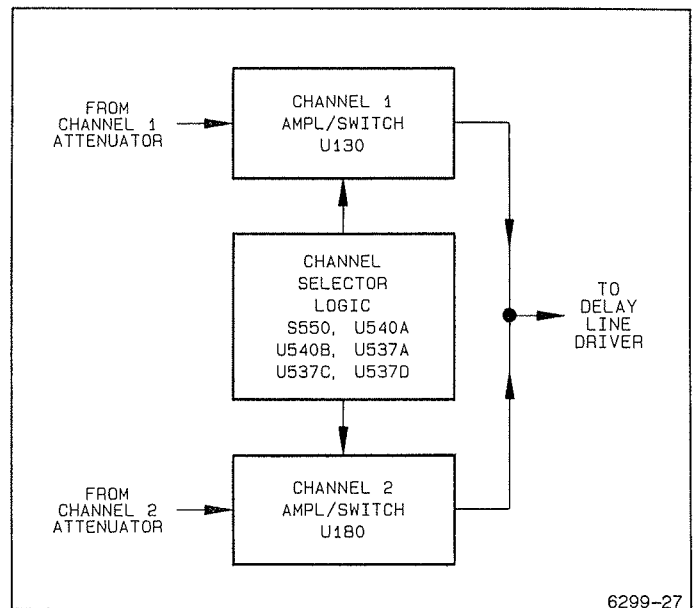 FROM
CHANNEL 1
ATTENUATOR
CHANNEL 1
AMPL/SWITCH
U130
CHANNEL
SELECTOR
LOGIC
S550, U540A
U540B, U537A
U537C, U537D
TO
DELAY
LINE
DRIVER
FROM
CHANNEL 2
ATTENUATOR
CHANNEL 2
AMPL/SWITCH
U180
6299-27